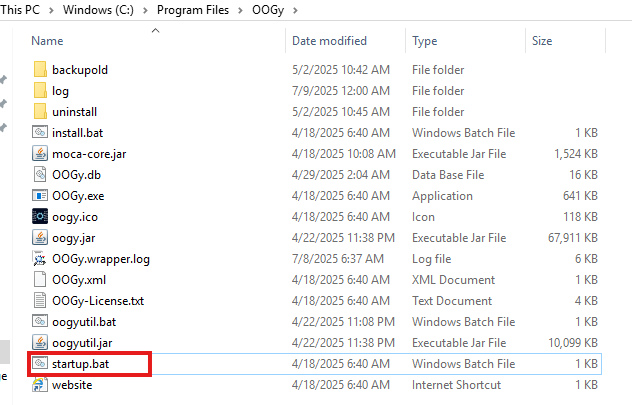 This PC > Windows (C:) > Program Files > OOGy >
Name Date modified Type Size
backupold 5/2/2025 10:42 AM File folder
log 7/9/2025 12:00 AM File folder
uninstall 5/2/2025 10:45 AM File folder
install.bat 4/18/2025 6:40 AM Windows Batch File 1 KB
moca-core.jar 4/18/2025 10:08 AM Executable Jar File 1,524 KB
OOGy.db 4/29/2025 2:04 AM Data Base File 16 KB
OOGy.exe 4/18/2025 6:40 AM Application 641 KB
oogy.ico 4/18/2025 6:40 AM Icon 118 KB
oogy.jar 4/22/2025 11:38 PM Executable Jar File 67,911 KB
OOGy.wrapper.log 7/8/2025 6:37 AM Log file 6 KB
OOGy.xml 4/18/2025 6:40 AM XML Document 1 KB
OOGy-License.txt 4/18/2025 6:40 AM Text Document 4 KB
oogyutil.bat 4/22/2025 11:08 PM Windows Batch File 1 KB
oogyutil.jar 4/22/2025 11:38 PM Executable Jar File 10,099 KB
startup.bat 4/18/2025 6:40 AM Windows Batch File 1 KB
website 4/18/2025 6:40 AM Internet Shortcut 1 KB